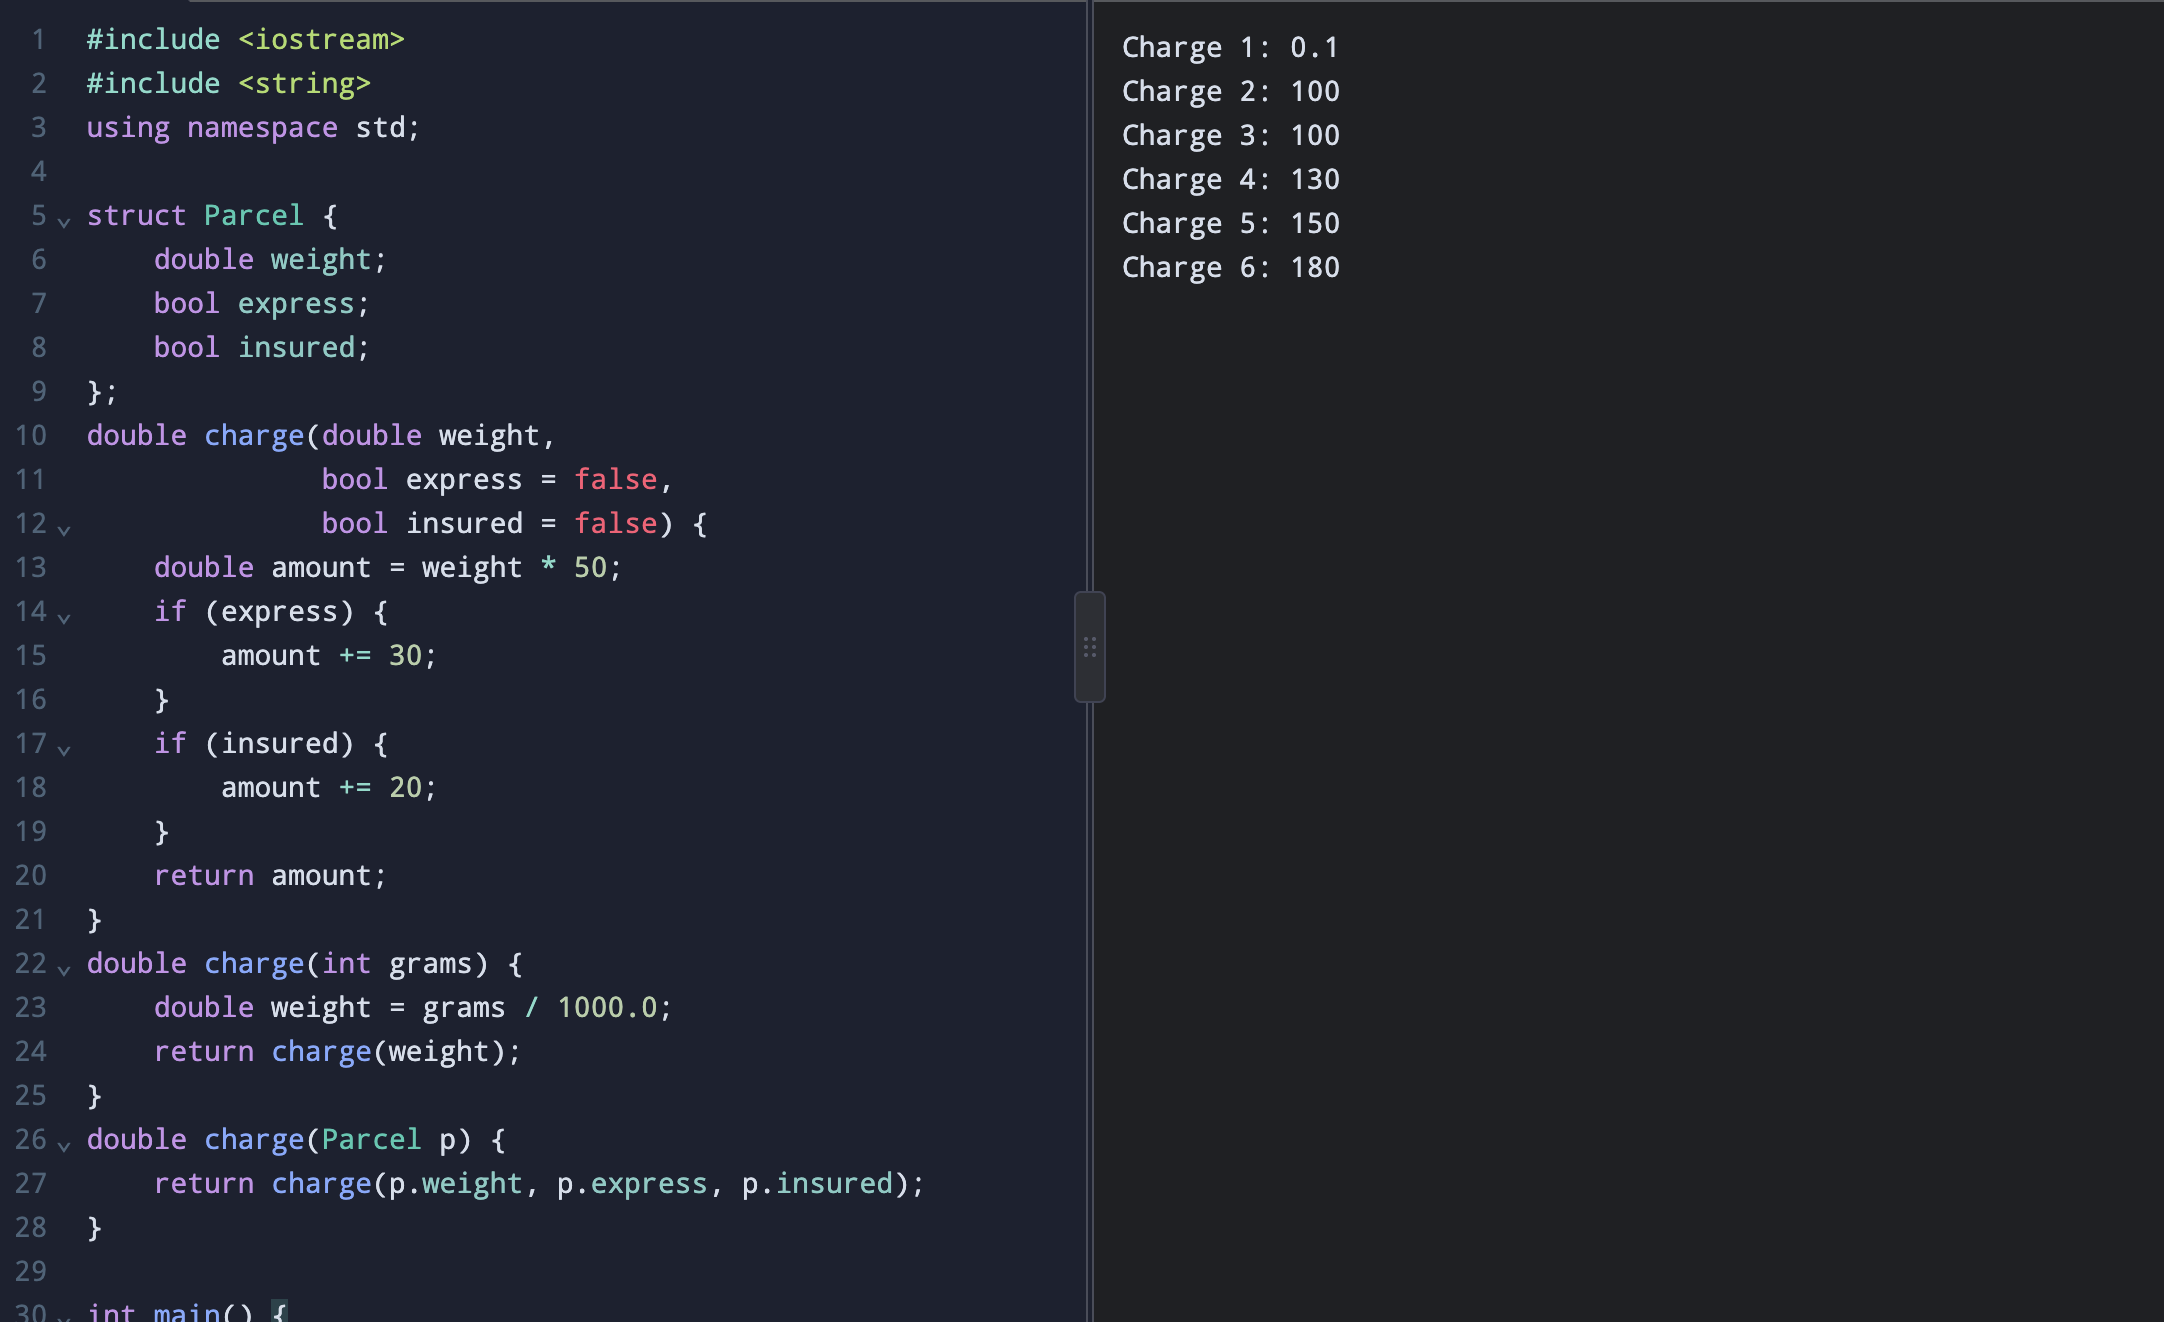 1 #include <iostream>
2 #include <string>
3 using namespace std;
4
5 struct Parcel {
6     double weight;
7     bool express;
8     bool insured;
9 };
10 double charge(double weight,
11               bool express = false,
12               bool insured = false) {
13     double amount = weight * 50;
14     if (express) {
15         amount += 30;
16     }
17     if (insured) {
18         amount += 20;
19     }
20     return amount;
21 }
22 double charge(int grams) {
23     double weight = grams / 1000.0;
24     return charge(weight);
25 }
26 double charge(Parcel p) {
27     return charge(p.weight, p.express, p.insured);
28 }
29
30 int main() {
Charge 1: 0.1
Charge 2: 100
Charge 3: 100
Charge 4: 130
Charge 5: 150
Charge 6: 180